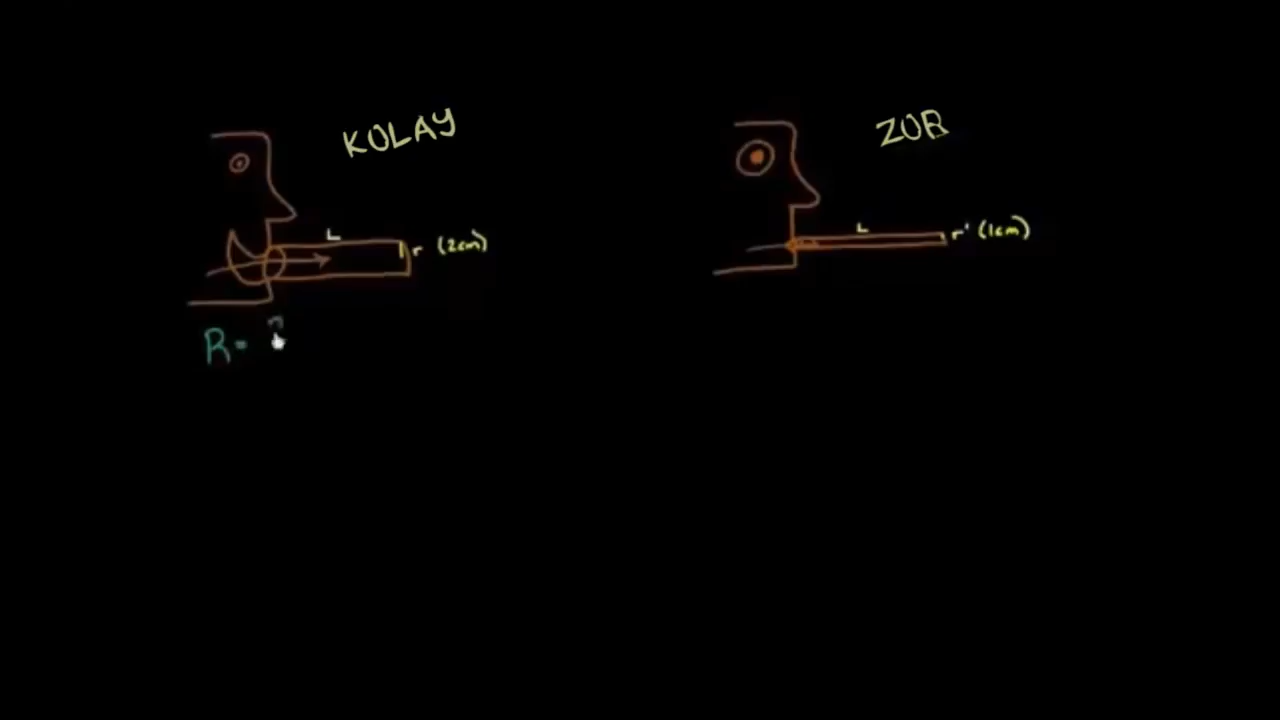 KOLAY
ZOR
L
r (2cm)
L
r' (1cm)
R =